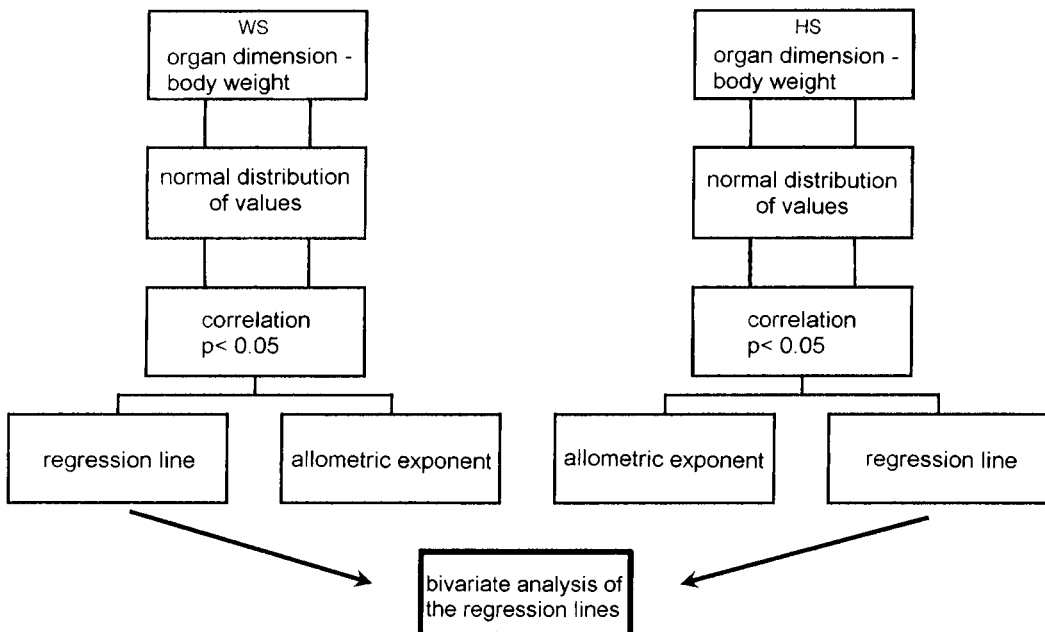 WS
organ dimension -
body weight
HS
organ dimension -
body weight
normal distribution
of values
normal distribution
of values
correlation
p< 0.05
correlation
p< 0.05
regression line
allometric exponent
allometric exponent
regression line
bivariate analysis of
the regression lines